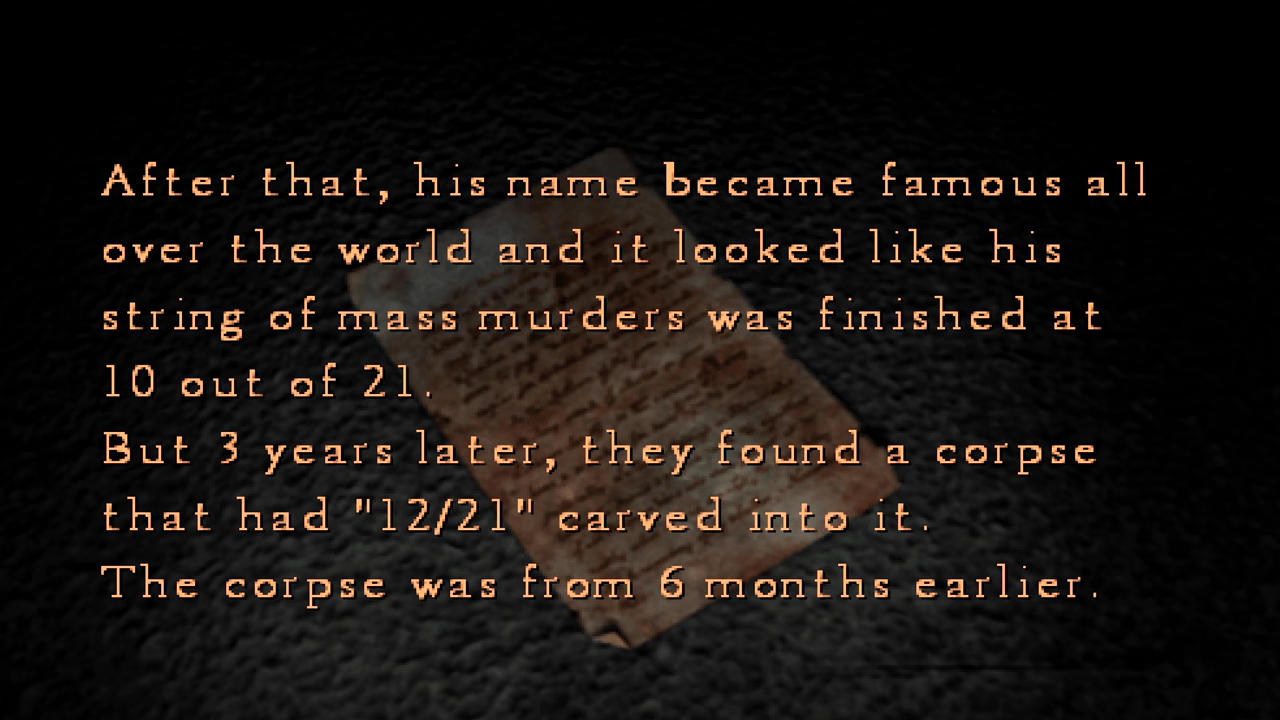 After that, his name became famous all
over the world and it looked like his
string of mass murders was finished at
10 out of 21.
But 3 years later, they found a corpse
that had "12/21" carved into it.
The corpse was from 6 months earlier.